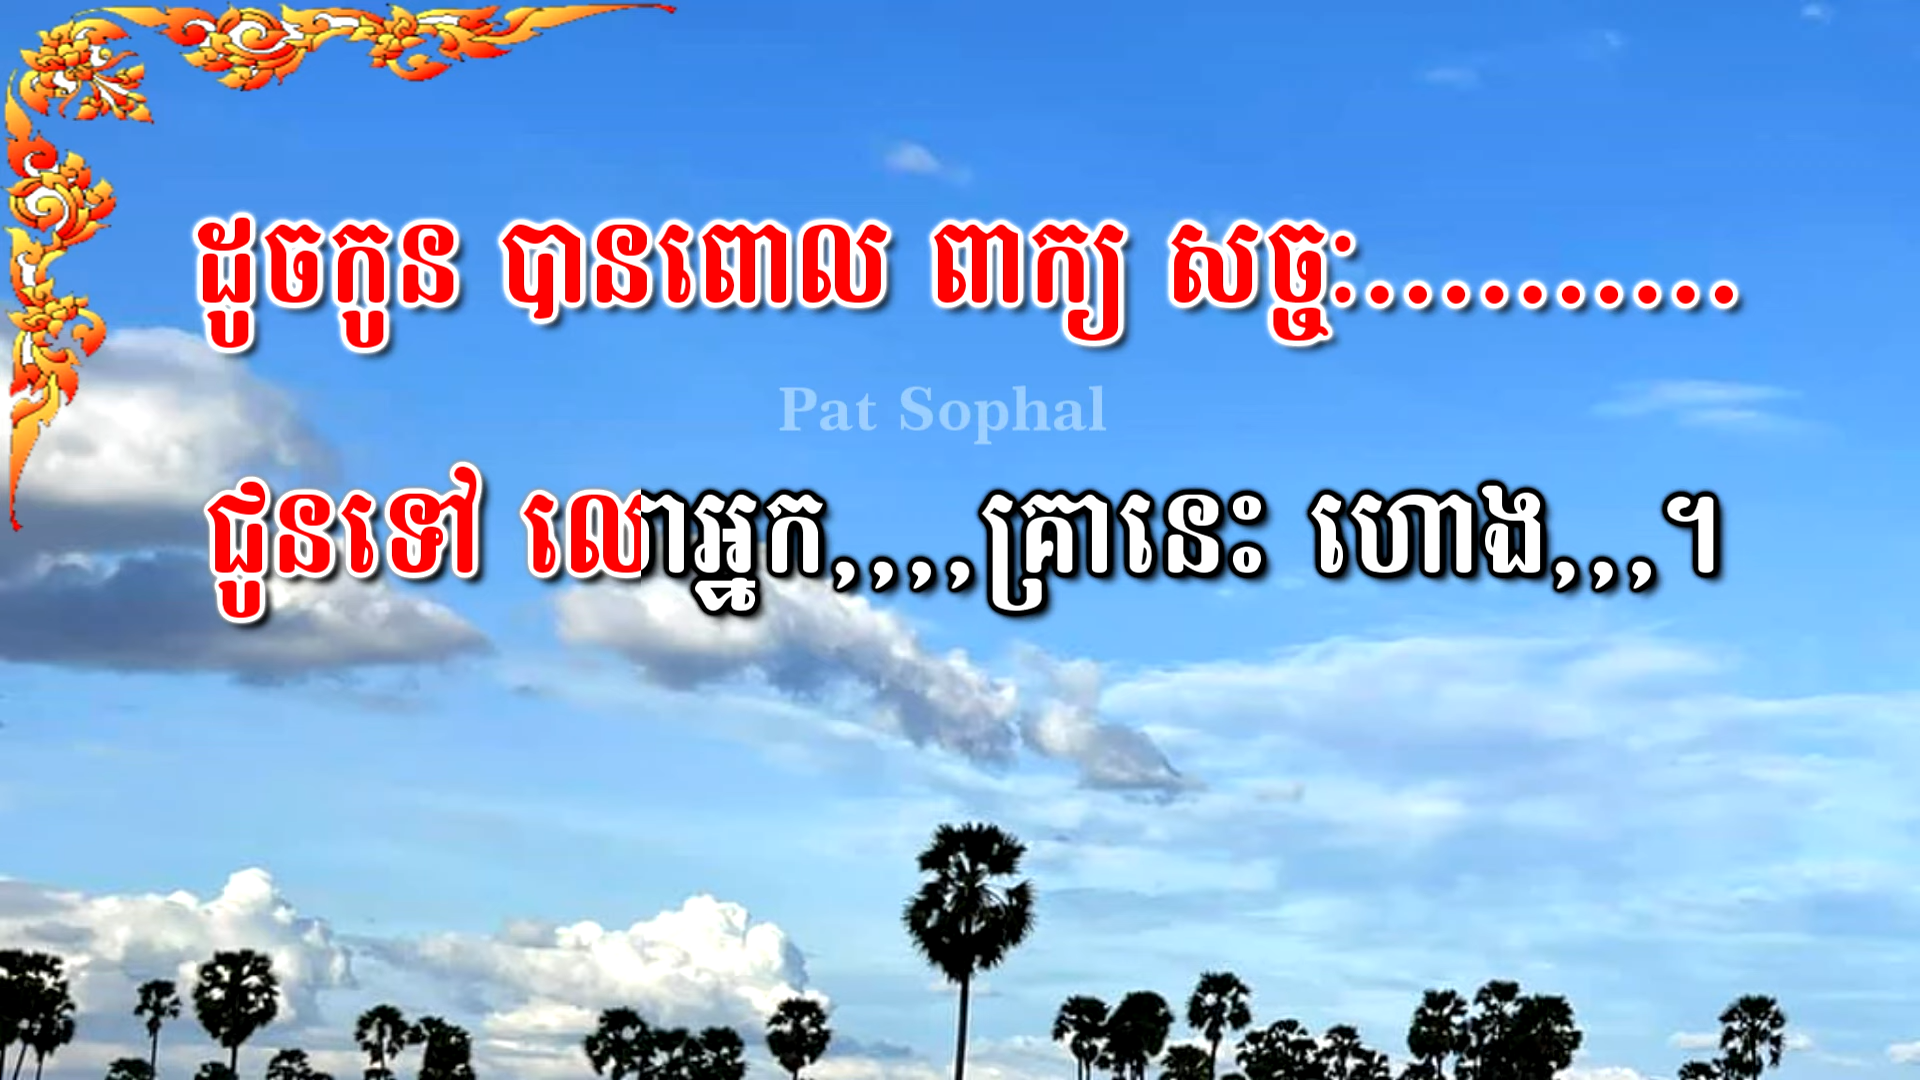 ដូចកូន បានពោល ពាក្យ សច្ចៈ..........
Pat Sophal
ជូនទៅ លោអ្នក,,,,គ្រានេះ ហោង,,,។